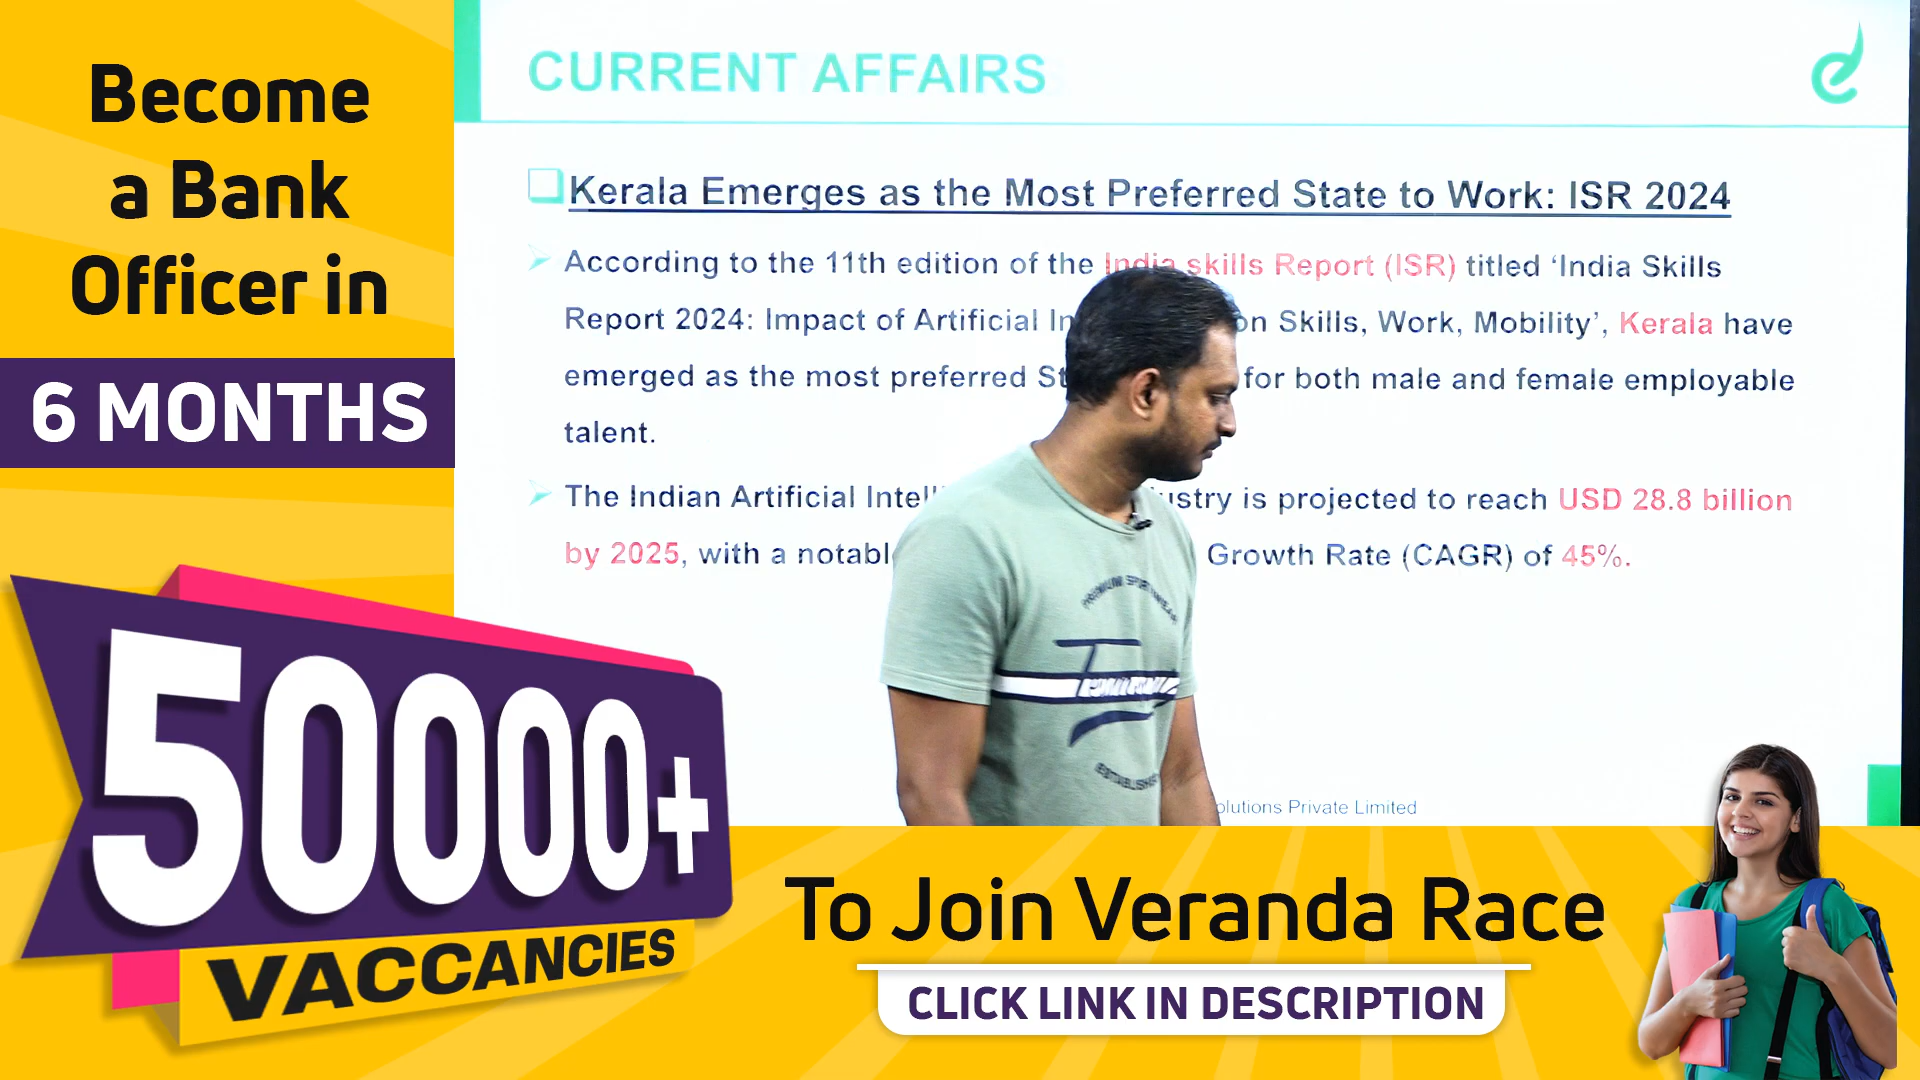 Become
a Bank
Officer in
6 MONTHS
50000+
VACCANCIES
CURRENT AFFAIRS
Kerala Emerges as the Most Preferred State to Work: ISR 2024
According to the 11th edition of the India skills Report (ISR) titled ‘India Skills
Report 2024: Impact of Artificial on Skills, Work, Mobility’, Kerala have
emerged as the most preferred for both male and female employable
talent.
The Indian Artificial is projected to reach USD 28.8 billion
by 2025, with a Growth Rate (CAGR) of 45%.
Private Limited
PREMIUM
To Join Veranda Race
CLICK LINK IN DESCRIPTION